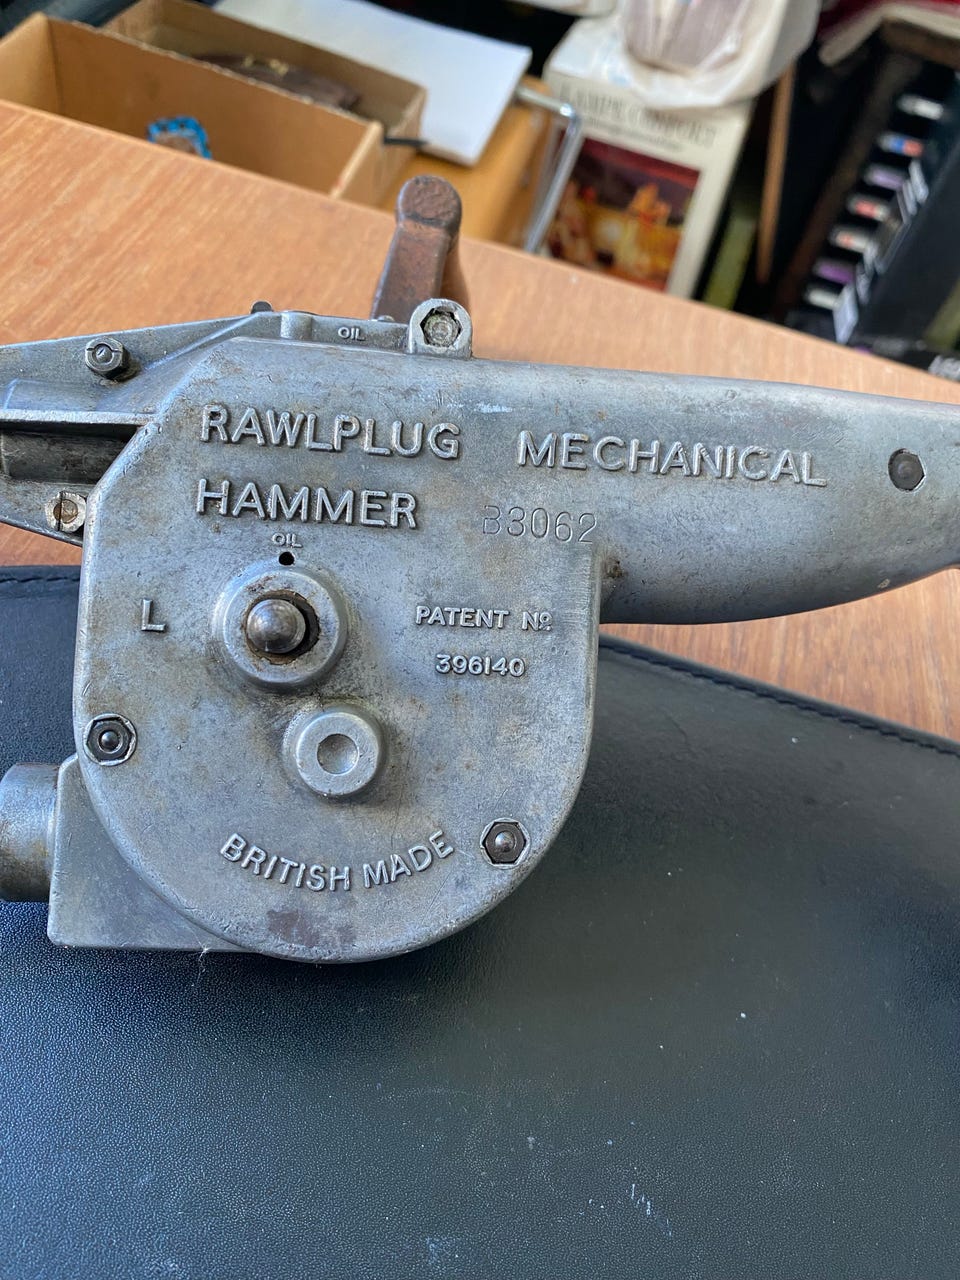 OIL
RAWLPLUG MECHANICAL
HAMMER B3062
OIL
L
PATENT No.
396140
BRITISH MADE